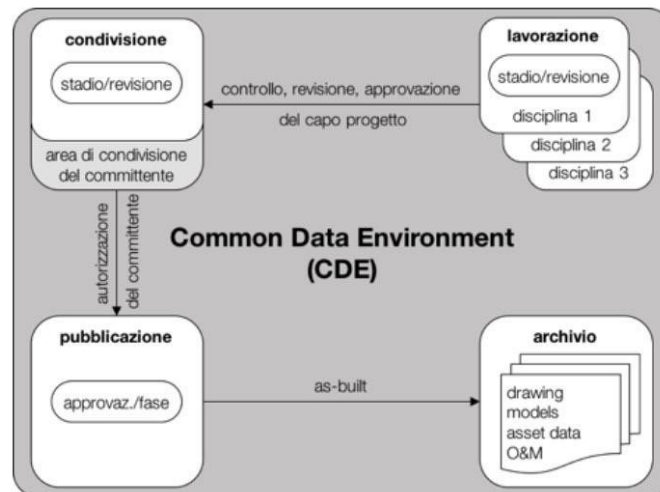 condivisione
stadio/revisione
area di condivisione
del committente
lavorazione
stadio/revisione
disciplina 1
disciplina 2
disciplina 3
controllo, revisione, approvazione
del capo progetto
autorizzazione
del committente
Common Data Environment
(CDE)
pubblicazione
approvaz./fase
as-built
archivio
drawing
models
asset data
O&M